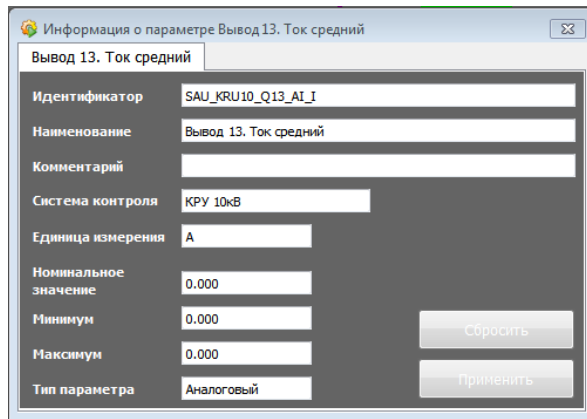 Информация о параметре Вывод 13. Ток средний
Вывод 13. Ток средний
Идентификатор SAU_KRU10_Q13_AI_I
Наименование Вывод 13. Ток средний
Комментарий
Система контроля КРУ 10кВ
Единица измерения А
Номинальное
значение 0.000
Минимум 0.000
Сбросить
Максимум 0.000
Применить
Тип параметра Аналоговый